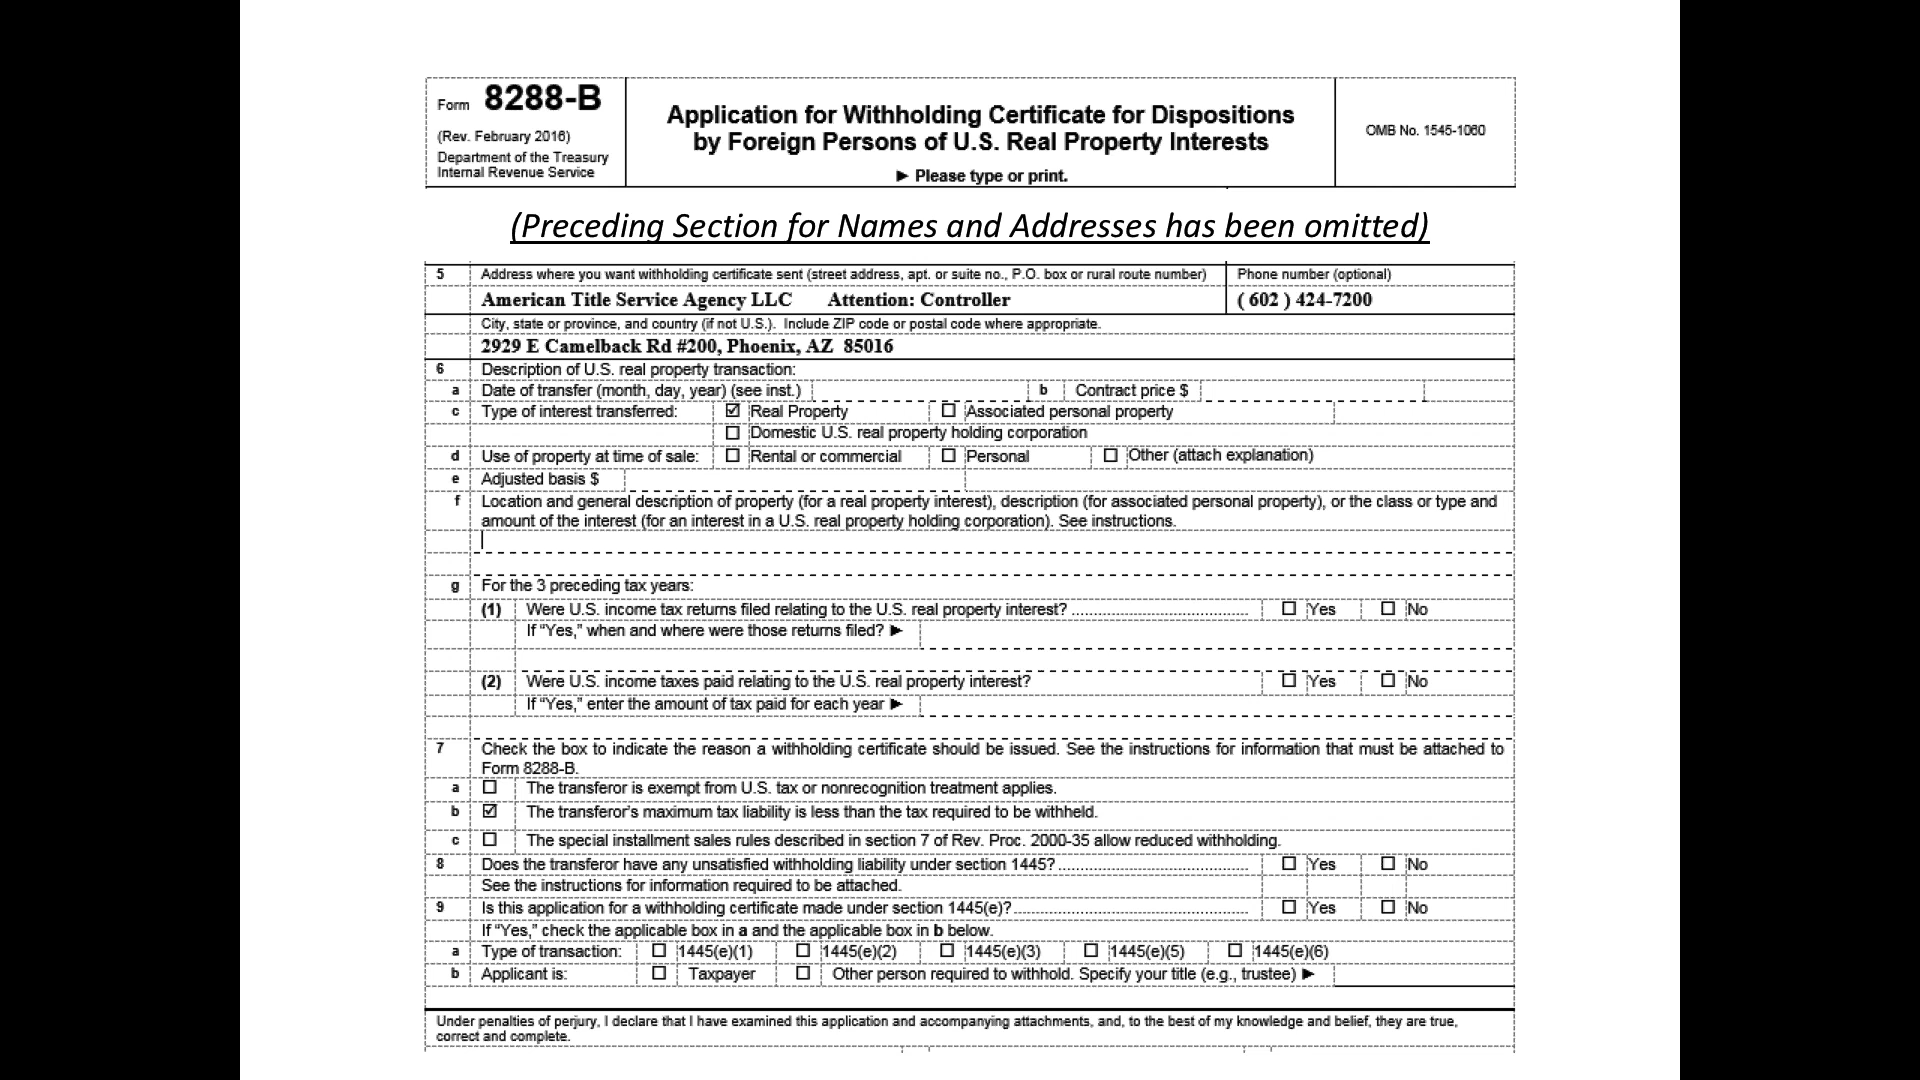 Form 8288-B
(Rev. February 2016)
Department of the Treasury
Internal Revenue Service
Application for Withholding Certificate for Dispositions
by Foreign Persons of U.S. Real Property Interests
► Please type or print.
OMB No. 1545-1060
(Preceding Section for Names and Addresses has been omitted)
5 Address where you want withholding certificate sent (street address, apt. or suite no., P.O. box or rural route number) Phone number (optional)
American Title Service Agency LLC Attention: Controller ( 602 ) 424-7200
City, state or province, and country (if not U.S.). Include ZIP code or postal code where appropriate.
2929 E Camelback Rd #200, Phoenix, AZ 85016
6 Description of U.S. real property transaction:
a Date of transfer (month, day, year) (see inst.) b Contract price $
c Type of interest transferred: ☑ Real Property ☐ Associated personal property
☐ Domestic U.S. real property holding corporation
d Use of property at time of sale: ☐ Rental or commercial ☐ Personal ☐ Other (attach explanation)
e Adjusted basis $
f Location and general description of property (for a real property interest), description (for associated personal property), or the class or type and
amount of the interest (for an interest in a U.S. real property holding corporation). See instructions.
g For the 3 preceding tax years:
(1) Were U.S. income tax returns filed relating to the U.S. real property interest? ☐ Yes ☐ No
If "Yes," when and where were those returns filed? ►
(2) Were U.S. income taxes paid relating to the U.S. real property interest? ☐ Yes ☐ No
If "Yes," enter the amount of tax paid for each year ►
7 Check the box to indicate the reason a withholding certificate should be issued. See the instructions for information that must be attached to
Form 8288-B.
a ☐ The transferor is exempt from U.S. tax or nonrecognition treatment applies.
b ☑ The transferor's maximum tax liability is less than the tax required to be withheld.
c ☐ The special installment sales rules described in section 7 of Rev. Proc. 2000-35 allow reduced withholding.
8 Does the transferor have any unsatisfied withholding liability under section 1445? ☐ Yes ☐ No
See the instructions for information required to be attached.
9 Is this application for a withholding certificate made under section 1445(e)? ☐ Yes ☐ No
If "Yes," check the applicable box in a and the applicable box in b below.
a Type of transaction: ☐ 1445(e)(1) ☐ 1445(e)(2) ☐ 1445(e)(3) ☐ 1445(e)(5) ☐ 1445(e)(6)
b Applicant is: ☐ Taxpayer ☐ Other person required to withhold. Specify your title (e.g., trustee) ►
Under penalties of perjury, I declare that I have examined this application and accompanying attachments, and, to the best of my knowledge and belief, they are true,
correct and complete.